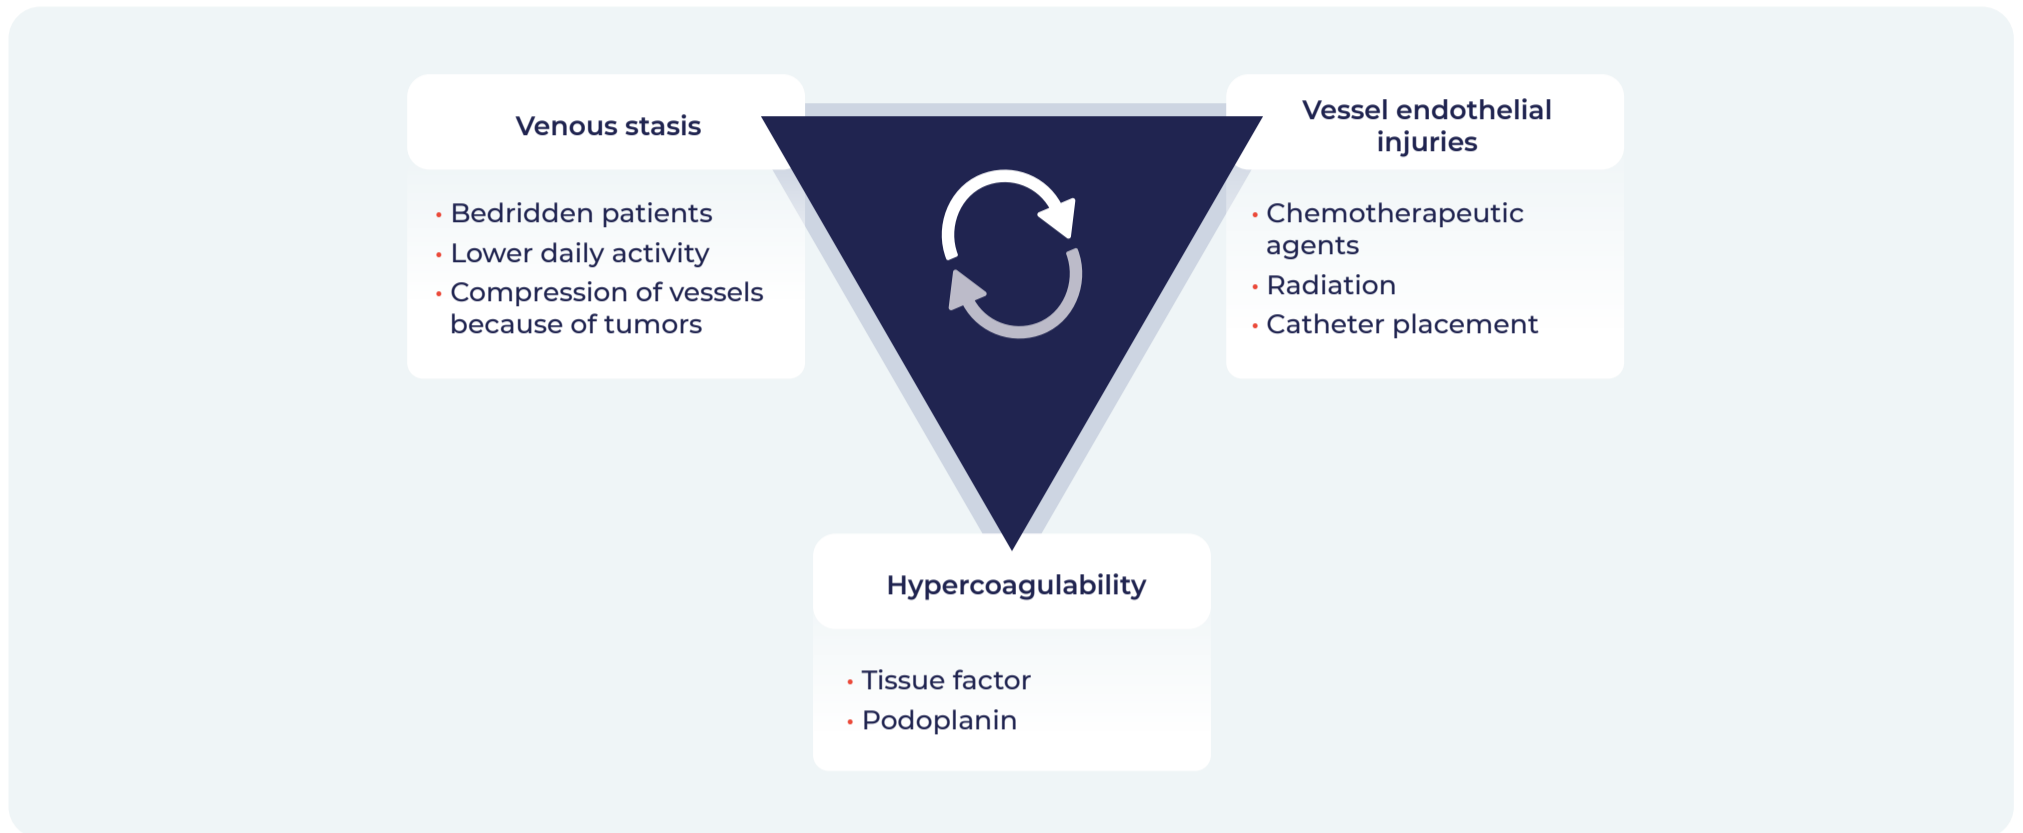 Venous stasis
• Bedridden patients
• Lower daily activity
• Compression of vessels
because of tumors
Vessel endothelial
injuries
• Chemotherapeutic
agents
• Radiation
• Catheter placement
Hypercoagulability
• Tissue factor
• Podoplanin